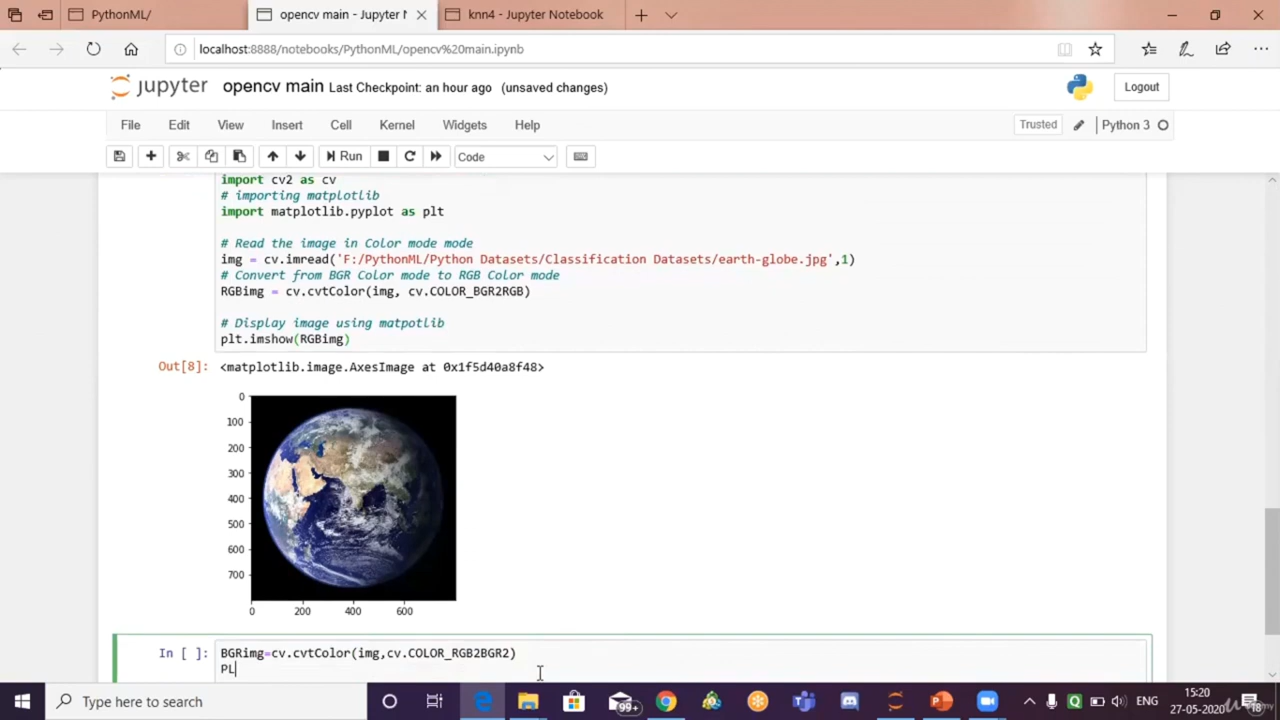 PythonML/
opencv main - Jupyter N
knn4 - Jupyter Notebook
localhost:8888/notebooks/PythonML/opencv%20main.ipynb
jupyter opencv main Last Checkpoint: an hour ago (unsaved changes)
Logout
File Edit View Insert Cell Kernel Widgets Help
Trusted
Python 3
Run
Code
import cv2 as cv
# importing matplotlib
import matplotlib.pyplot as plt
# Read the image in Color mode mode
img = cv.imread('F:/PythonML/Python Datasets/Classification Datasets/earth-globe.jpg',1)
# Convert from BGR Color mode to RGB Color mode
RGBimg = cv.cvtColor(img, cv.COLOR_BGR2RGB)
# Display image using matpotlib
plt.imshow(RGBimg)
Out[8]: <matplotlib.image.AxesImage at 0x1f5d40a8f48>
0
100
200
300
400
500
600
700
0 200 400 600
In [ ]: BGRimg=cv.cvtColor(img,cv.COLOR_RGB2BGR2)
PL
Type here to search
99+
ENG
15:20
27-05-2020
18